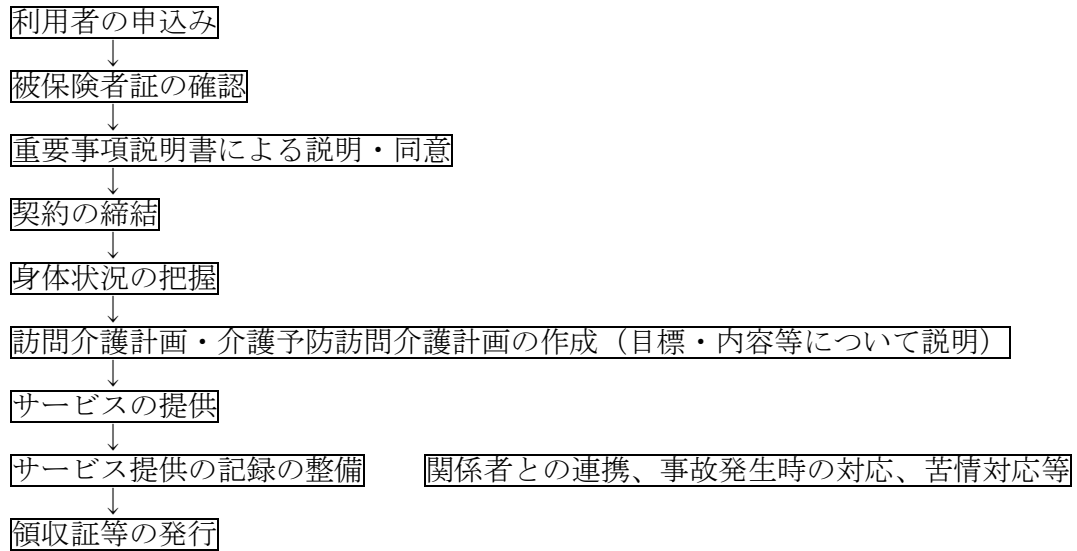 利用者の申込み
↓
被保険者証の確認
↓
重要事項説明書による説明・同意
↓
契約の締結
↓
身体状況の把握
↓
訪問介護計画・介護予防訪問介護計画の作成（目標・内容等について説明）
↓
サービスの提供
↓
サービス提供の記録の整備　関係者との連携、事故発生時の対応、苦情対応等
↓
領収証等の発行